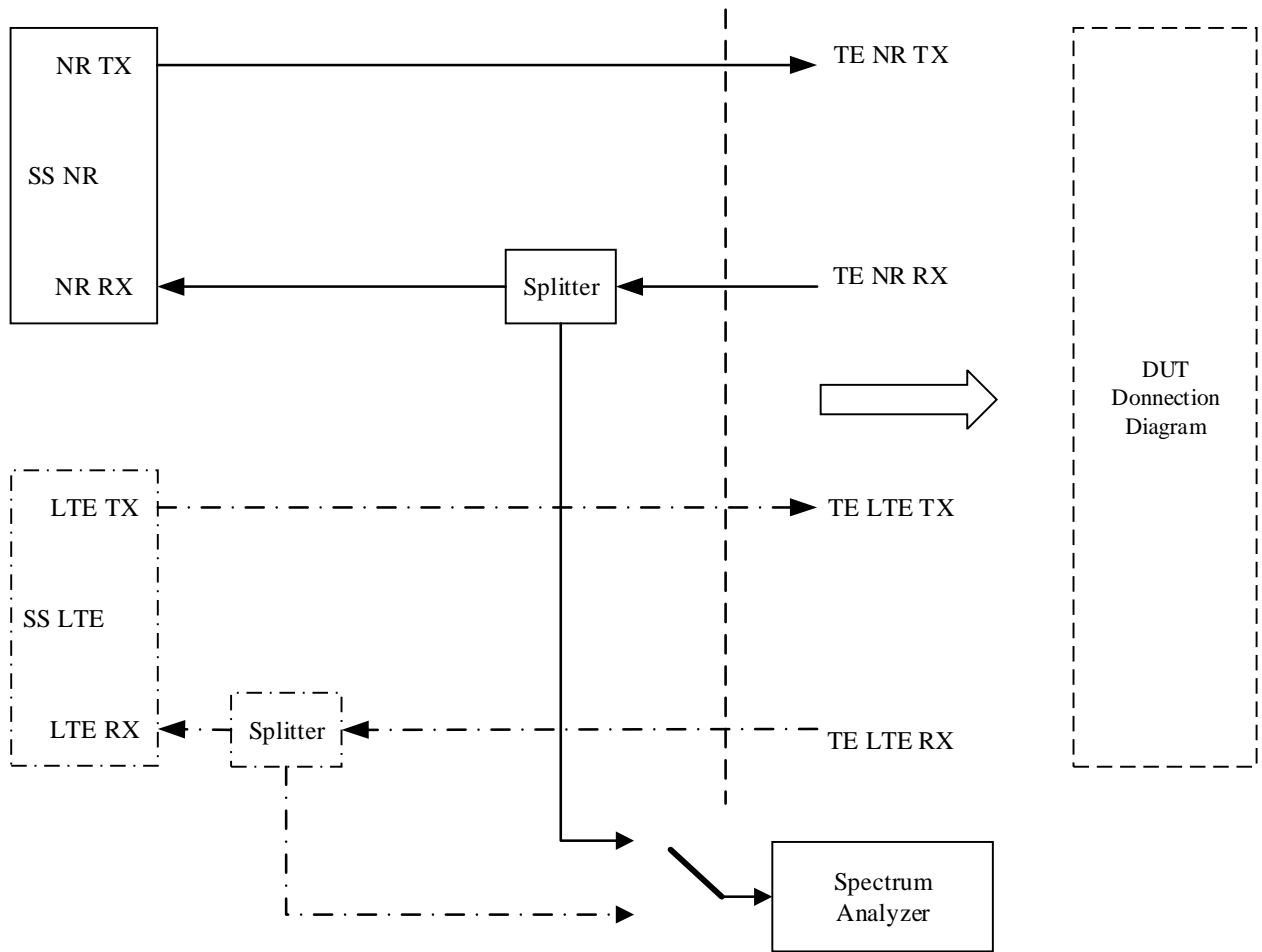 NR TX
TE NR TX
SS NR
NR RX
Splitter
TE NR RX
DUT
Donnection
Diagram
LTE TX
TE LTE TX
SS LTE
LTE RX
Splitter
TE LTE RX
Spectrum
Analyzer